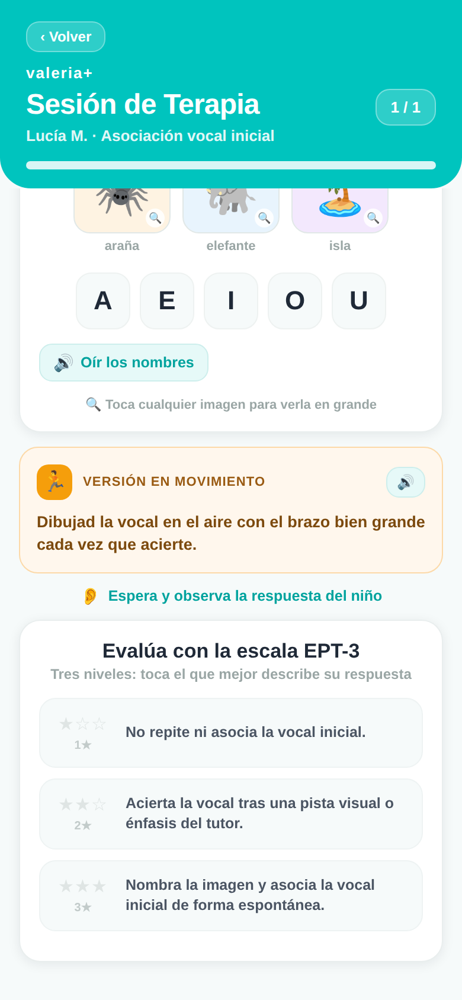 ‹ Volver
valeria+
Sesión de Terapia
1 / 1
Lucía M. · Asociación vocal inicial
araña
elefante
isla
A
E
I
O
U
Oír los nombres
Toca cualquier imagen para verla en grande
VERSIÓN EN MOVIMIENTO
Dibujad la vocal en el aire con el brazo bien grande
cada vez que acierte.
Espera y observa la respuesta del niño
Evalúa con la escala EPT-3
Tres niveles: toca el que mejor describe su respuesta
★☆☆
1★
No repite ni asocia la vocal inicial.
★★☆
2★
Acierta la vocal tras una pista visual o
énfasis del tutor.
★★★
3★
Nombra la imagen y asocia la vocal
inicial de forma espontánea.